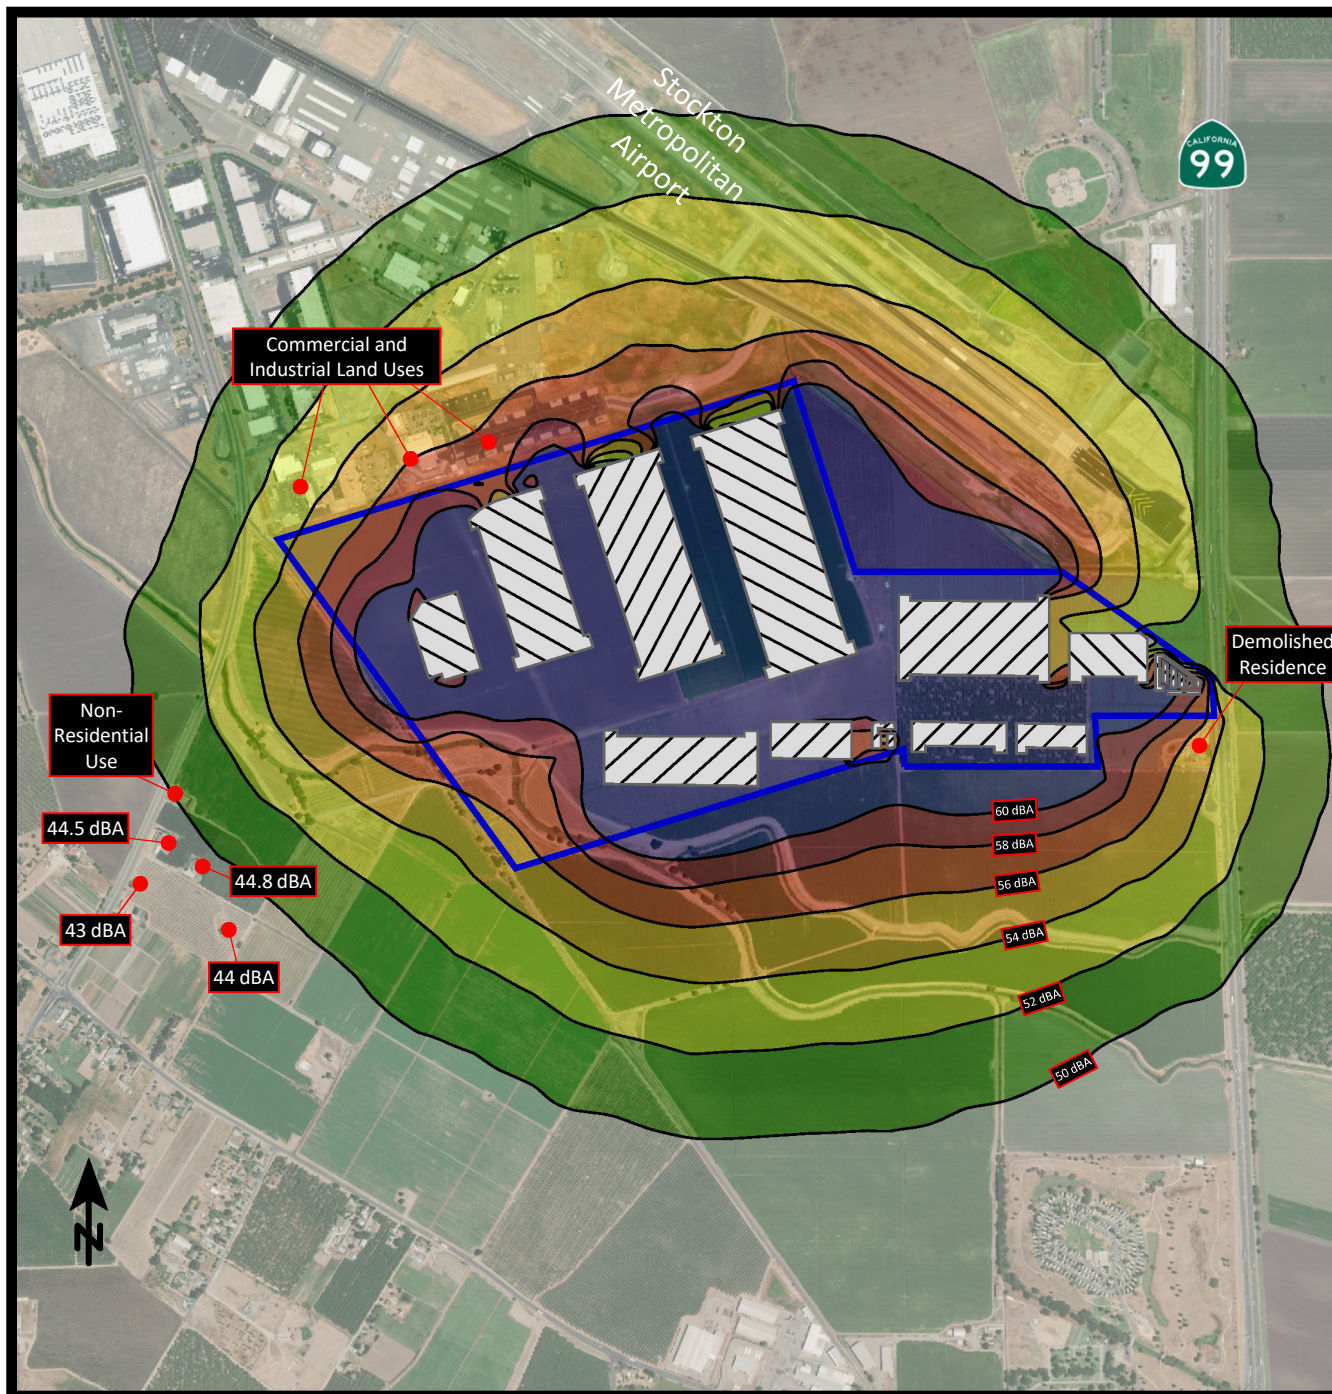 Stockton
Metropolitan
Airport
CALIFORNIA
99
Commercial and
Industrial Land Uses
Demolished
Residence
Non-
Residential
Use
44.5 dBA
44.8 dBA
43 dBA
44 dBA
60 dBA
58 dBA
56 dBA
54 dBA
52 dBA
50 dBA
N